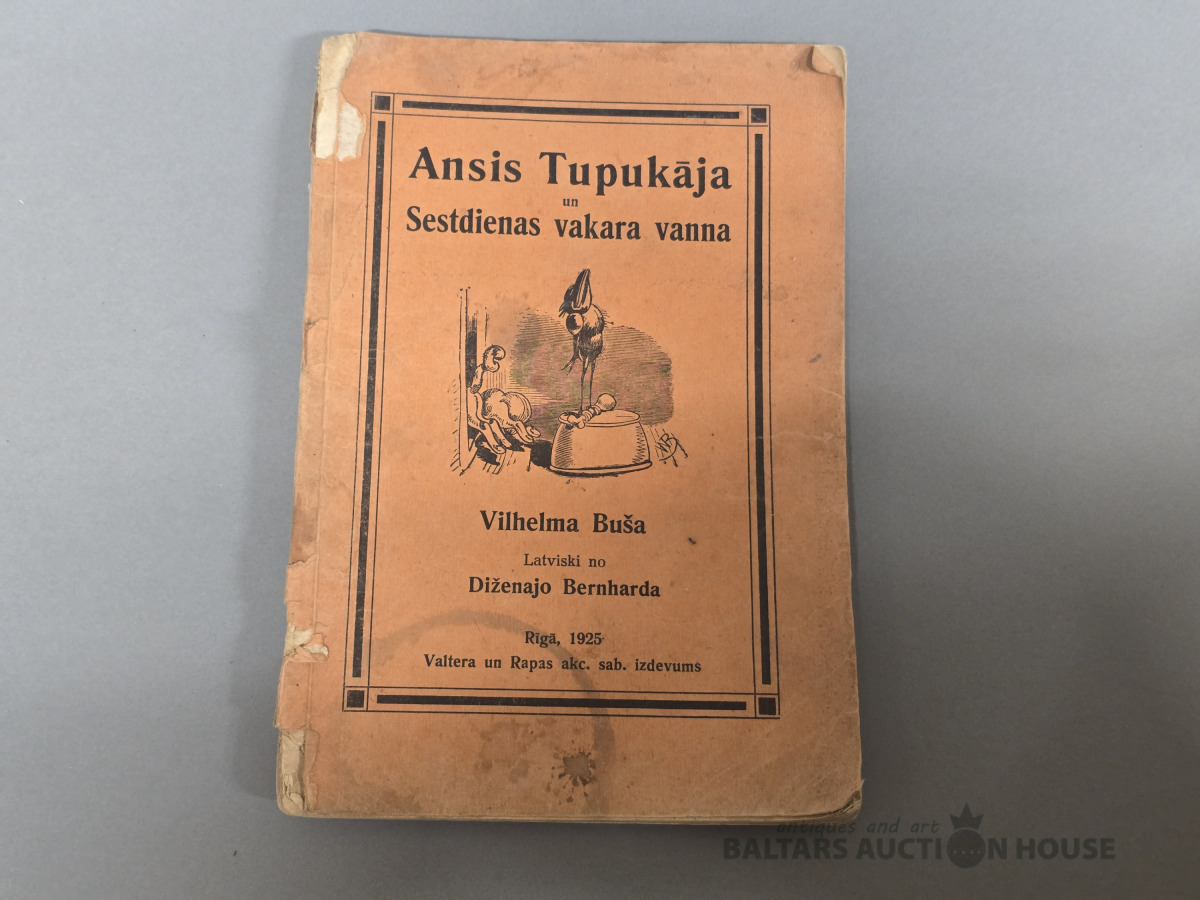 Ansis Tupukāja
un
Sestdienas vakara vanna
Vilhelma Buša
Latviski no
Diženajo Bernharda
Rīgā, 1925
Valtera un Rapas akc. sab. izdevums
antiques and art
BALTARS AUCTION HOUSE